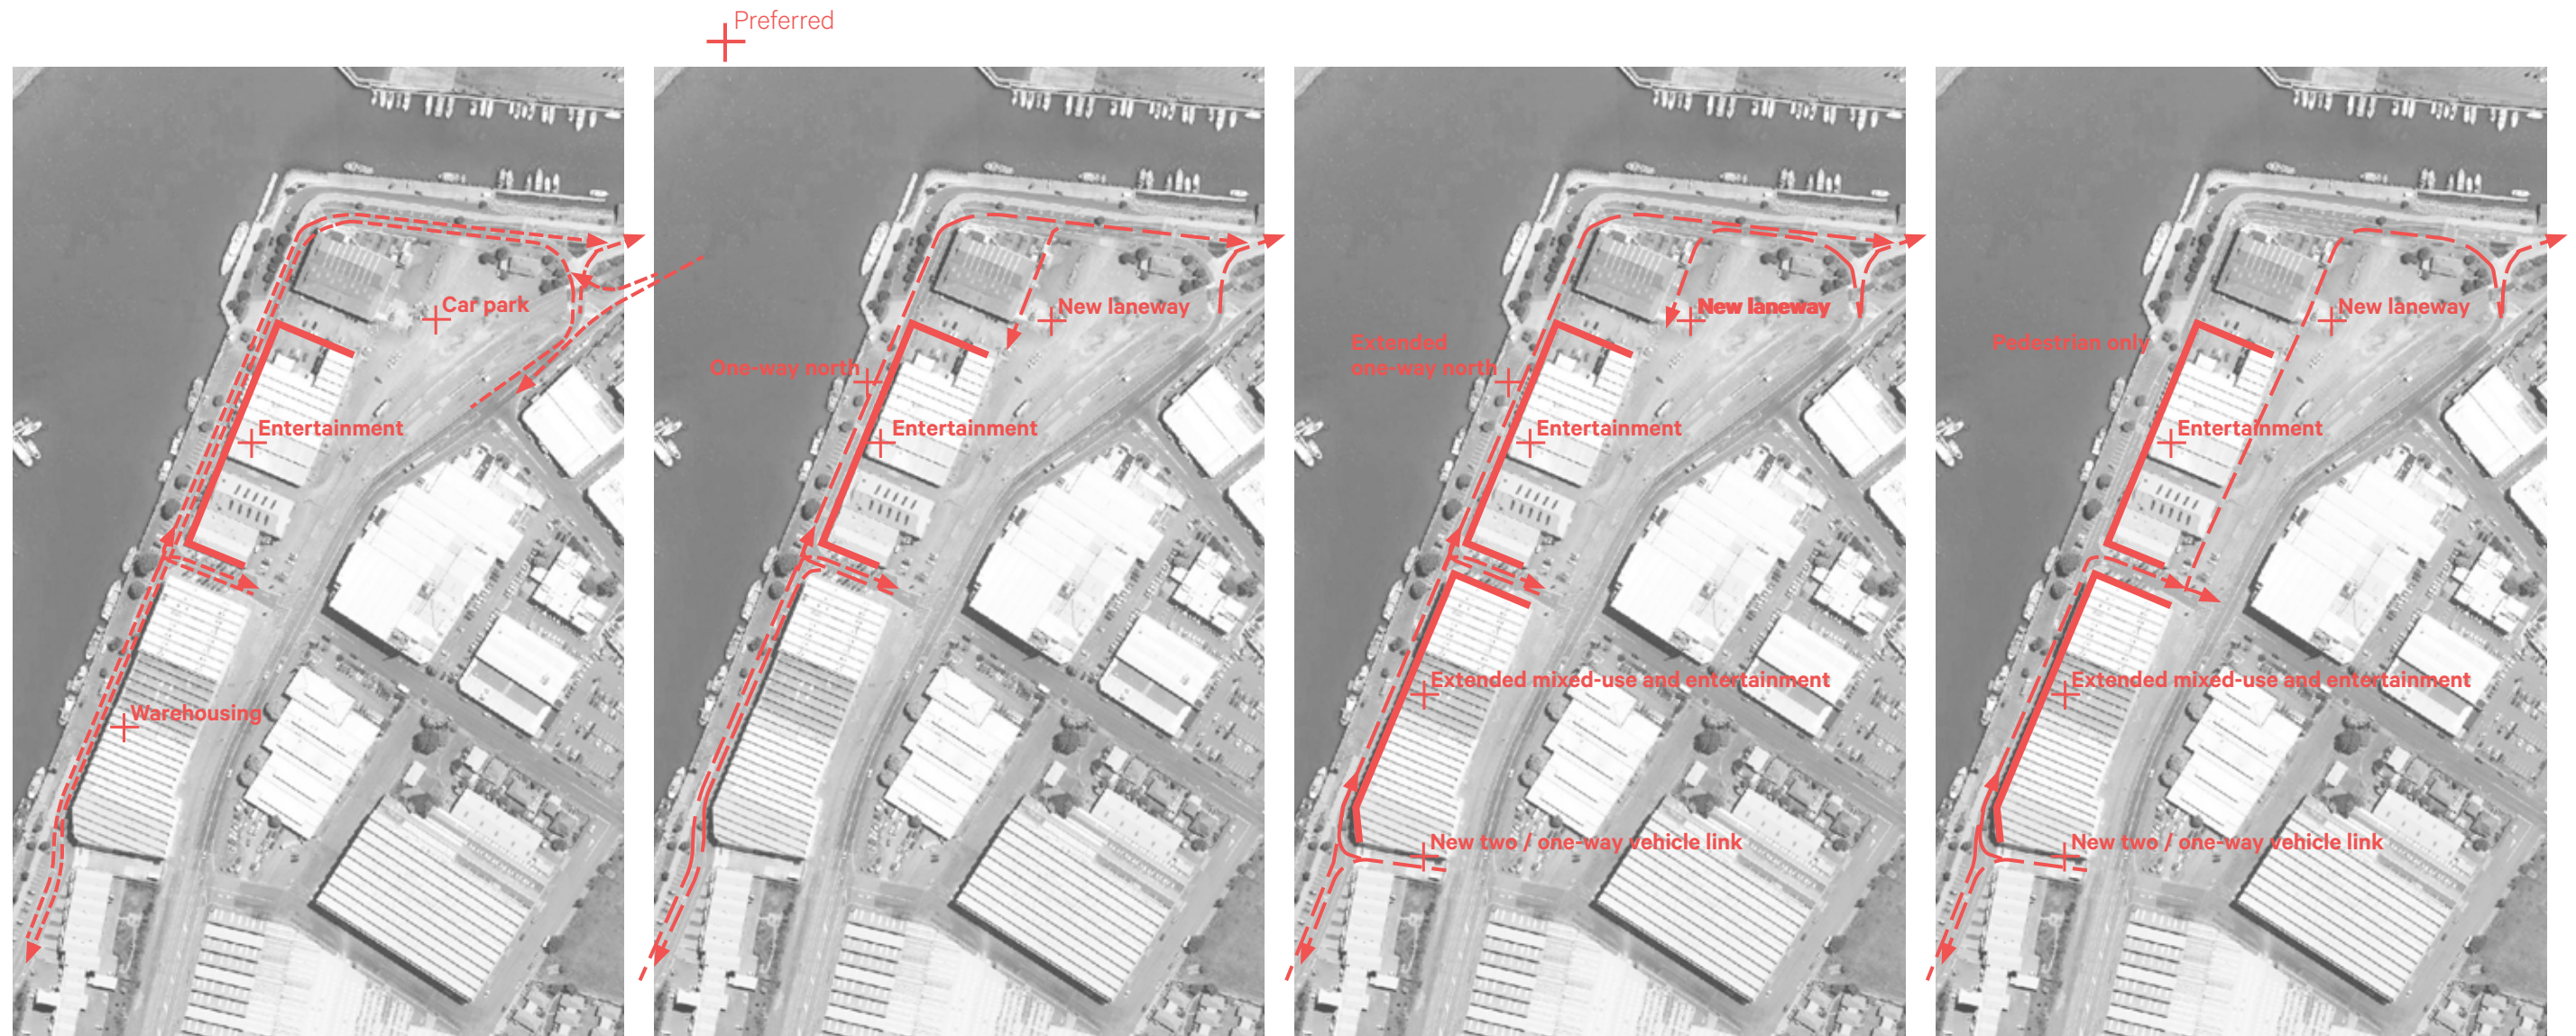 Preferred
Car park
Entertainment
Warehousing
New laneway
One-way north
Entertainment
New laneway
Extended
one-way north
Entertainment
Extended mixed-use and entertainment
New two / one-way vehicle link
New laneway
Pedestrian only
Entertainment
Extended mixed-use and entertainment
New two / one-way vehicle link